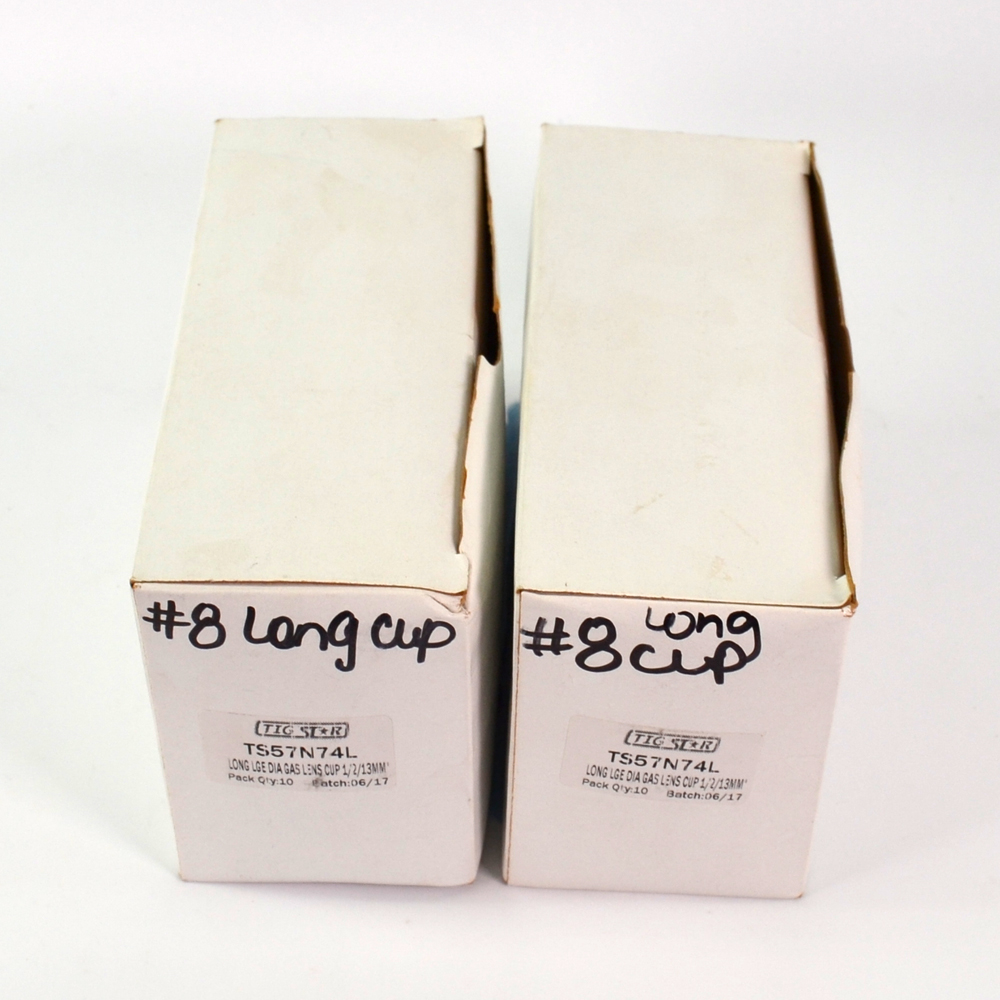 #8 Long Cup
TIG ST★R
TS57N74L
LONG LGE DIA GAS LENS CUP 1/2/13MM'
Pack Qty:10 Batch:06/17
#8 Long
Cup
TIG ST★R
TS57N74L
LONG LGE DIA GAS LENS CUP 1/2/13MM'
Pack Qty:10 Batch:06/17